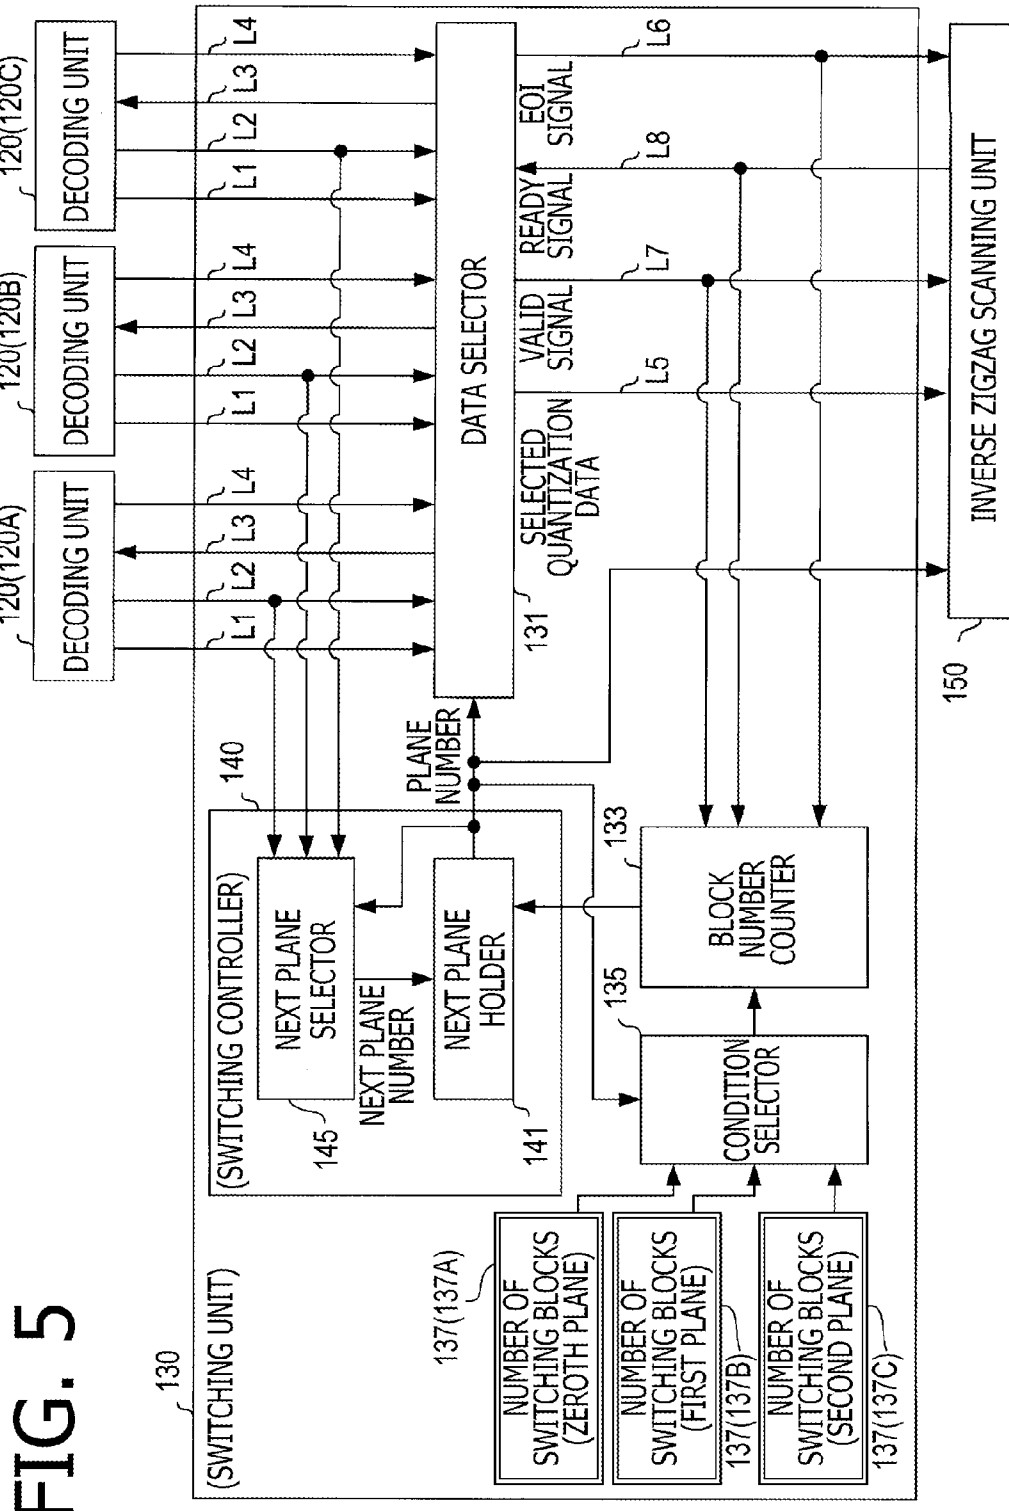 FIG. 5
130
(SWITCHING UNIT)
120(120A)
DECODING UNIT
120(120B)
DECODING UNIT
120(120C)
DECODING UNIT
L1
L2
L3
L4
L1
L2
L3
L4
L1
L2
L3
L4
140
(SWITCHING CONTROLLER)
NEXT PLANE
SELECTOR
145
NEXT PLANE
NUMBER
NEXT PLANE
HOLDER
141
PLANE
NUMBER
DATA SELECTOR
131
SELECTED
QUANTIZATION
DATA
L5
VALID
SIGNAL
L7
READY
SIGNAL
L8
EOI
SIGNAL
L6
137(137A)
NUMBER OF
SWITCHING BLOCKS
(ZEROTH PLANE)
NUMBER OF
SWITCHING BLOCKS
(FIRST PLANE)
137(137B)
NUMBER OF
SWITCHING BLOCKS
(SECOND PLANE)
137(137C)
135
CONDITION
SELECTOR
133
BLOCK
NUMBER
COUNTER
150
INVERSE ZIGZAG SCANNING UNIT